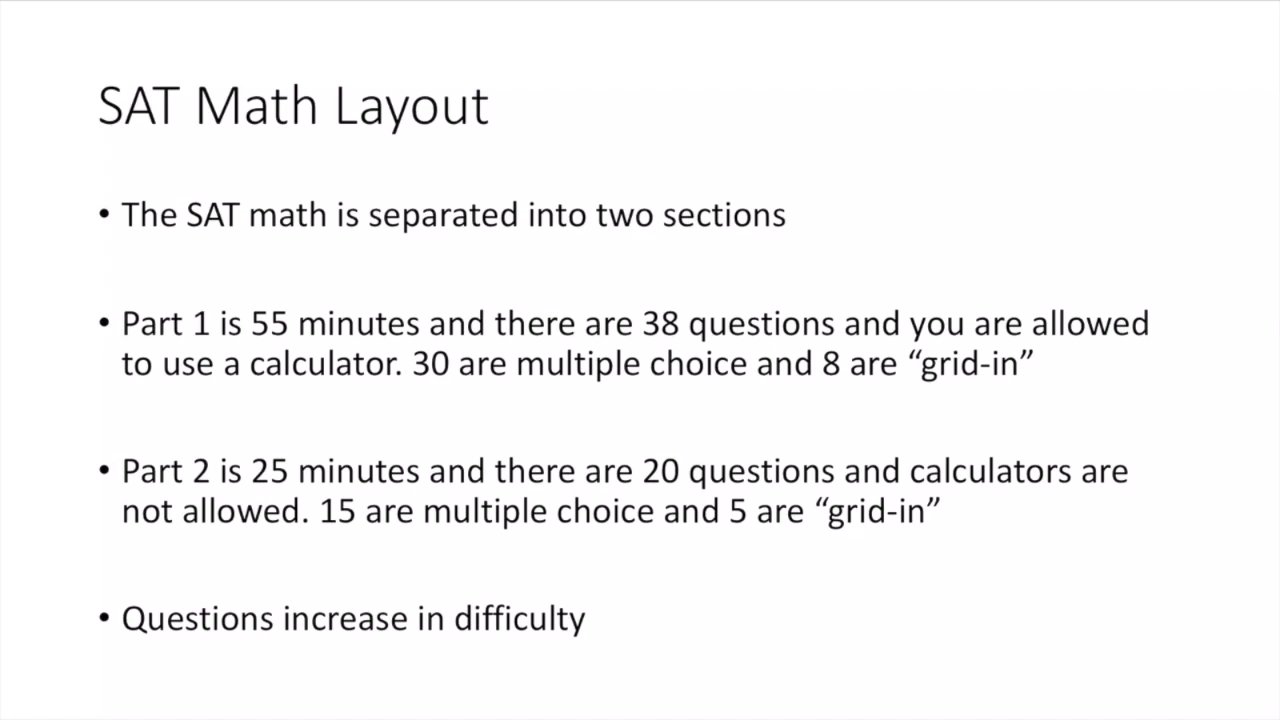 SAT Math Layout
• The SAT math is separated into two sections
• Part 1 is 55 minutes and there are 38 questions and you are allowed
to use a calculator. 30 are multiple choice and 8 are “grid-in”
• Part 2 is 25 minutes and there are 20 questions and calculators are
not allowed. 15 are multiple choice and 5 are “grid-in”
• Questions increase in difficulty